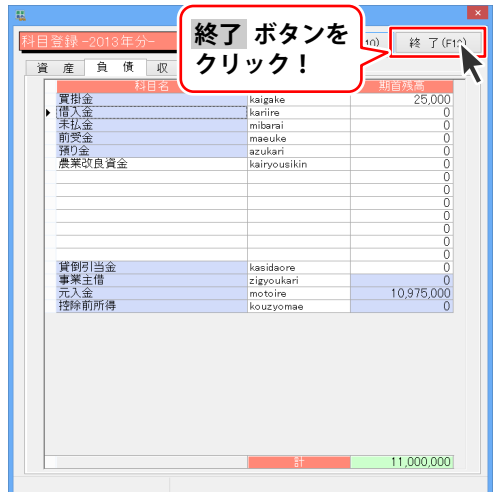 終了 ボタンを
クリック！
科目登録 -2013年分-
10)
終 了(F12)
資 産 負 債 収
科目名 期首残高
買掛金 kaigake 25,000
借入金 kariire 0
未払金 mibarai 0
前受金 maeuke 0
預り金 azukari 0
農業改良資金 kairyousikin 0
0
0
0
0
0
0
0
貸倒引当金 kasidaore 0
事業主借 zigyoukari 0
元入金 motoire 10,975,000
控除前所得 kouzyomae 0
計 11,000,000